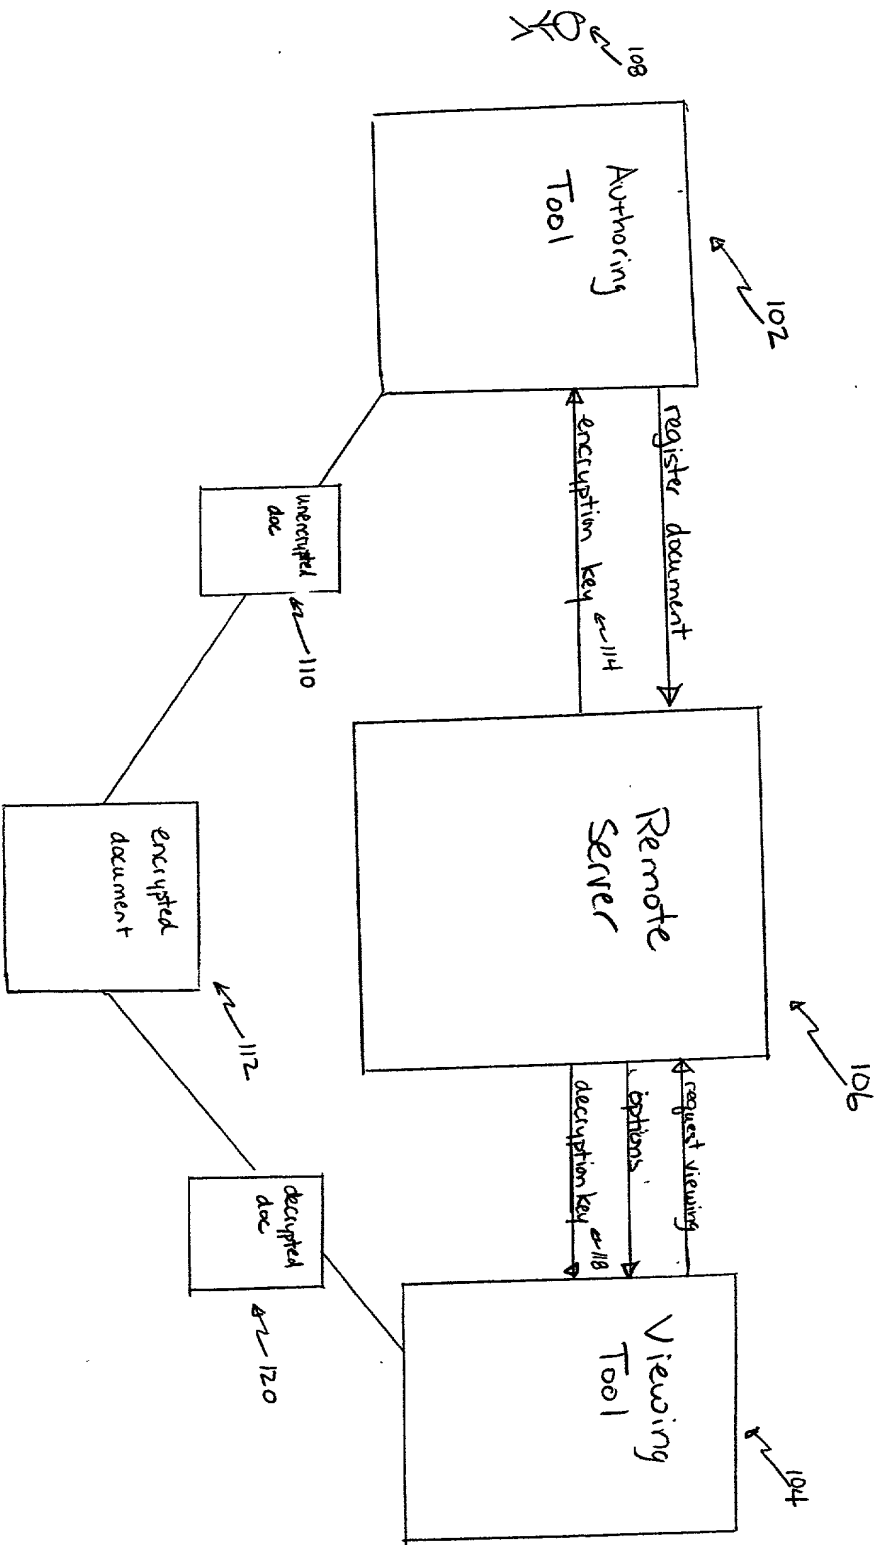 108
102
Authoring
Tool
register document
encryption key
114
106
Remote
Server
request viewing
options
decryption key
118
104
Viewing
Tool
unencrypted
doc
110
encrypted
document
112
decrypted
doc
120